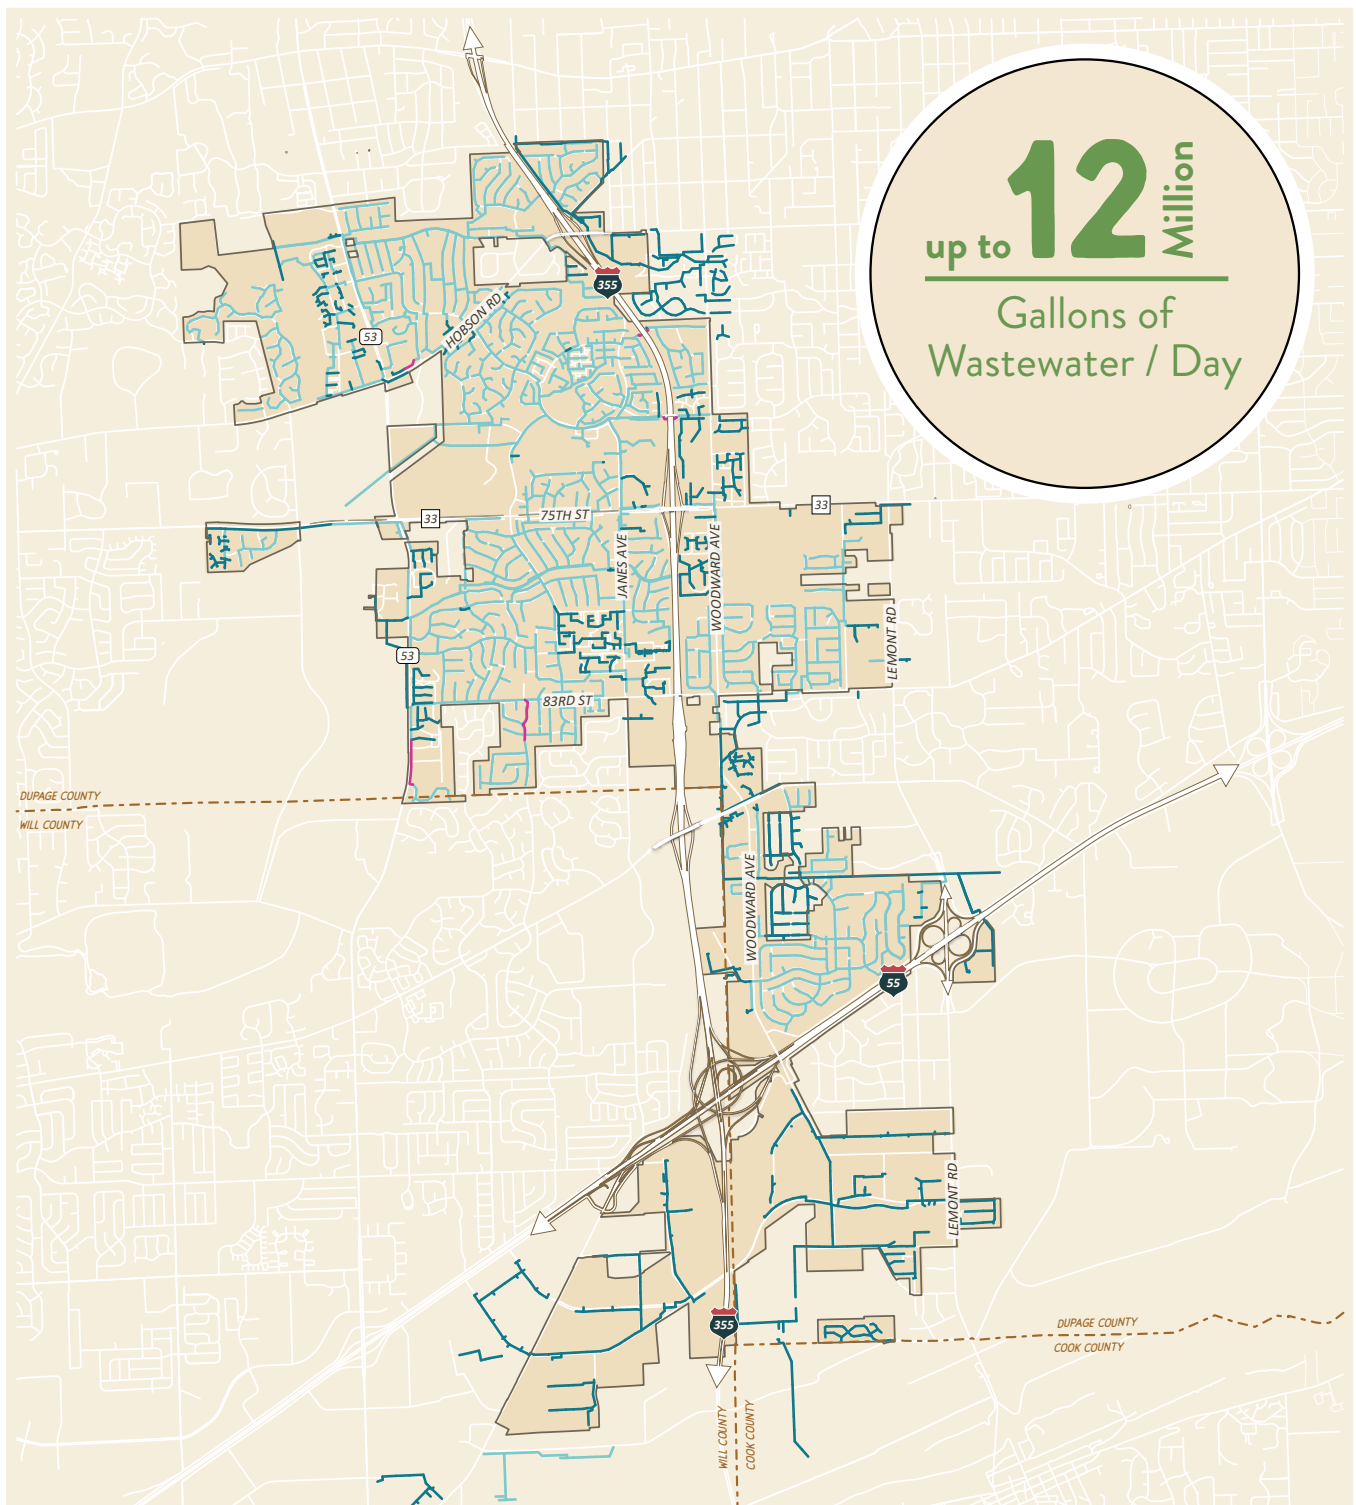 up to 12 Million
Gallons of
Wastewater / Day
355
HOBSON RD
53
33
75TH ST
33
JANES AVE
WOODWARD AVE
LEMONT RD
53
83RD ST
DUPAGE COUNTY
WILL COUNTY
WOODWARD AVE
55
LEMONT RD
355
DUPAGE COUNTY
COOK COUNTY
WILL COUNTY
COOK COUNTY